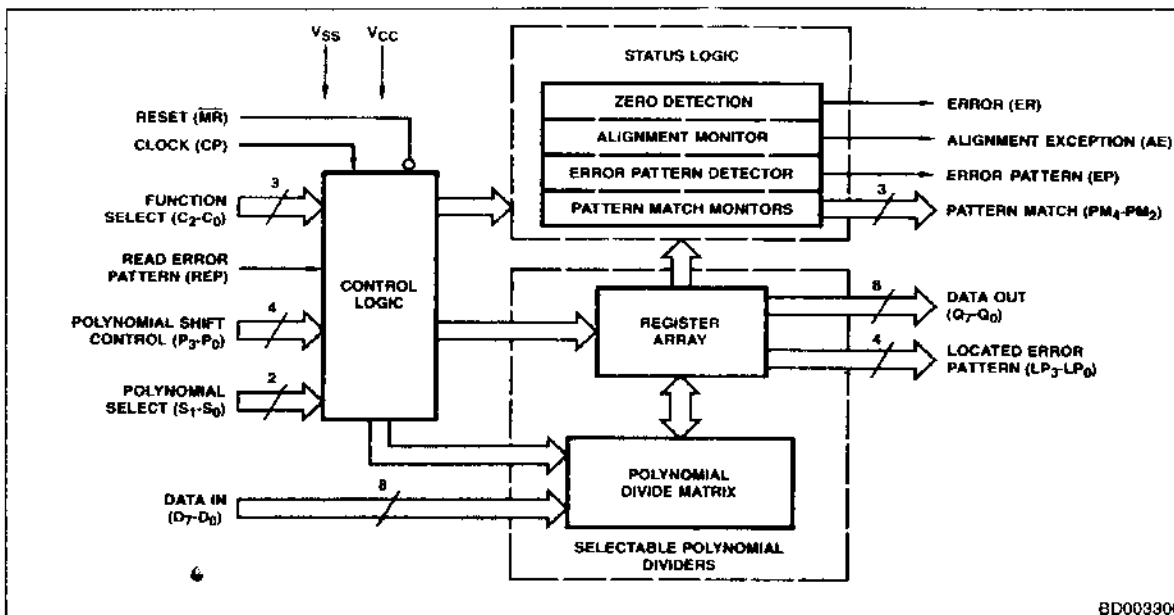 V_SS V_CC
RESET (M̅R̅)
CLOCK (CP)
3
FUNCTION
SELECT (C₂-C₀)
READ ERROR
PATTERN (REP)
4
POLYNOMIAL SHIFT
CONTROL (P₃-P₀)
2
POLYNOMIAL
SELECT (S₁-S₀)
8
DATA IN
(D₇-D₀)
CONTROL
LOGIC
STATUS LOGIC
ZERO DETECTION
ALIGNMENT MONITOR
ERROR PATTERN DETECTOR
PATTERN MATCH MONITORS
ERROR (ER)
ALIGNMENT EXCEPTION (AE)
ERROR PATTERN (EP)
3
PATTERN MATCH (PM₄-PM₂)
REGISTER
ARRAY
8
DATA OUT
(Q₇-Q₀)
4
LOCATED ERROR
PATTERN (LP₃-LP₀)
POLYNOMIAL
DIVIDE MATRIX
SELECTABLE POLYNOMIAL
DIVIDERS